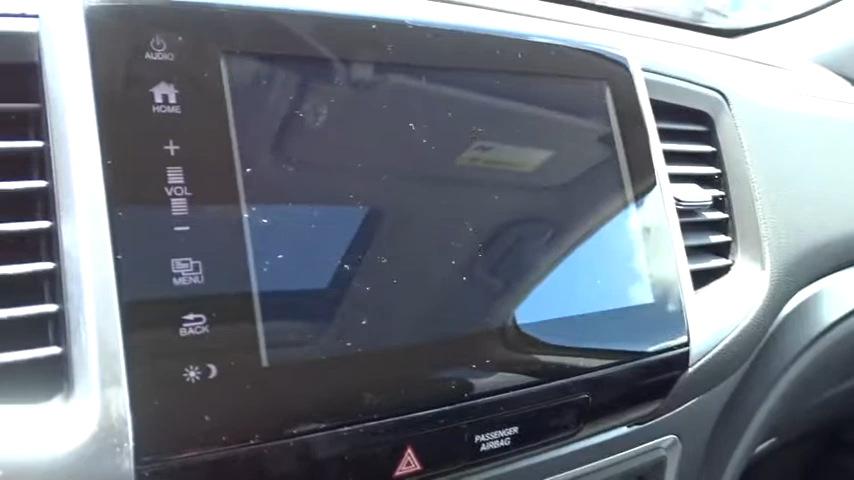 AUDIO
HOME
+
VOL
−
MENU
BACK
PASSENGER
AIRBAG